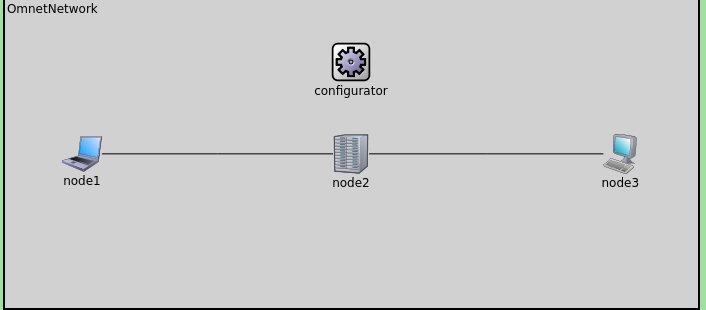 OmnetNetwork
configurator
node1
node2
node3